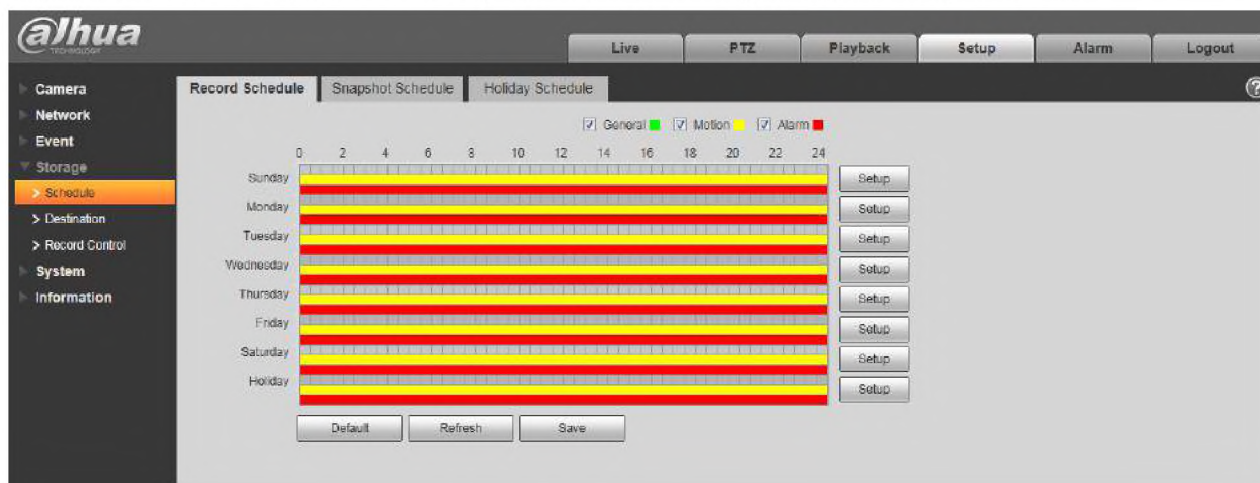 alhua
TECHNOLOGY
Live PTZ Playback Setup Alarm Logout
Camera
Network
Event
Storage
> Schedule
> Destination
> Record Control
System
Information
Record Schedule Snapshot Schedule Holiday Schedule
?
General Motion Alarm
0 2 4 6 8 10 12 14 16 18 20 22 24
Sunday Setup
Monday Setup
Tuesday Setup
Wednesday Setup
Thursday Setup
Friday Setup
Saturday Setup
Holiday Setup
Default Refresh Save